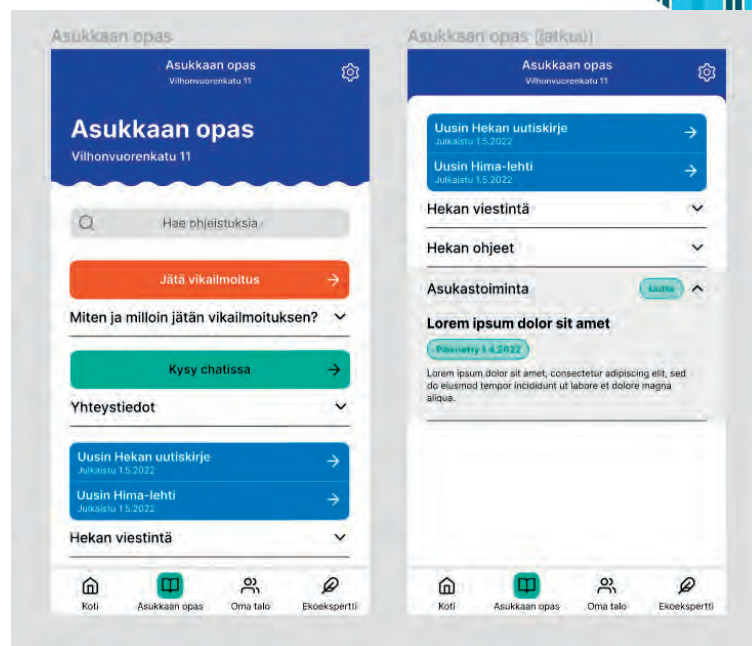 Asukkaan opas
Asukkaan opas
Vilhonvuorenkatu 11
Asukkaan opas
Vilhonvuorenkatu 11
Hae ohjeistuksia
Jätä vikailmoitus
Miten ja milloin jätän vikailmoituksen?
Kysy chatissa
Yhteystiedot
Uusin Hekan uutiskirje
Julkaistu 1.5.2022
Uusin Hima-lehti
Julkaistu 1.5.2022
Hekan viestintä
Koti
Asukkaan opas
Oma talo
Ekoekspertti
Asukkaan opas (jatkuu)
Asukkaan opas
Vilhonvuorenkatu 11
Uusin Hekan uutiskirje
Julkaistu 1.5.2022
Uusin Hima-lehti
Julkaistu 1.5.2022
Hekan viestintä
Hekan ohjeet
Asukastoiminta
Uutta
Lorem ipsum dolor sit amet
Päivitetty 1.4.2022
Lorem ipsum dolor sit amet, consectetur adipiscing elit, sed
do eiusmod tempor incididunt ut labore et dolore magna
aliqua.
Koti
Asukkaan opas
Oma talo
Ekoekspertti